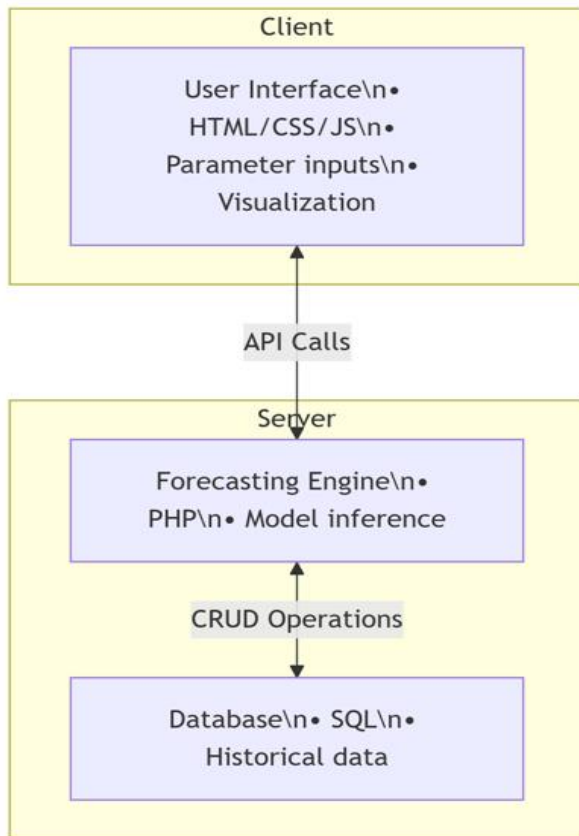 Client
User Interface\n•
HTML/CSS/JS\n•
Parameter inputs\n•
Visualization
API Calls
Server
Forecasting Engine\n•
PHP\n• Model inference
CRUD Operations
Database\n• SQL\n•
Historical data